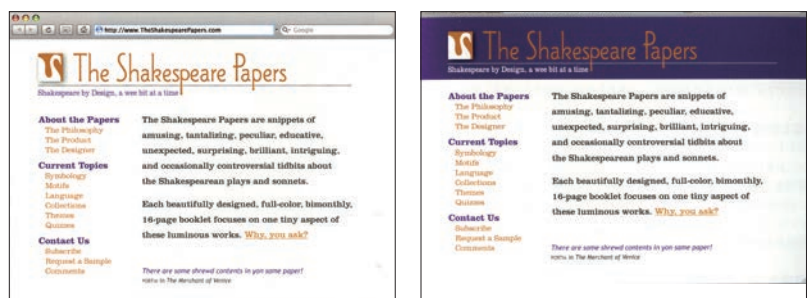 http://www.TheShakespearePapers.com
Google
The Shakespeare Papers
Shakespeare by Design, a wee bit at a time
About the Papers
The Philosophy
The Product
The Designer
Current Topics
Symbology
Motifs
Language
Collections
Themes
Quizzes
Contact Us
Subscribe
Request a Sample
Comments
The Shakespeare Papers are snippets of
amusing, tantalizing, peculiar, educative,
unexpected, surprising, brilliant, intriguing,
and occasionally controversial tidbits about
the Shakespearean plays and sonnets.
Each beautifully designed, full-color, bimonthly,
16-page booklet focuses on one tiny aspect of
these luminous works. Why, you ask?
There are some shrewd contents in yon same paper!
PORTIA in The Merchant of Venice
The Shakespeare Papers
Shakespeare by Design, a wee bit at a time
About the Papers
The Philosophy
The Product
The Designer
Current Topics
Symbology
Motifs
Language
Collections
Themes
Quizzes
Contact Us
Subscribe
Request a Sample
Comments
The Shakespeare Papers are snippets of
amusing, tantalizing, peculiar, educative,
unexpected, surprising, brilliant, intriguing,
and occasionally controversial tidbits about
the Shakespearean plays and sonnets.
Each beautifully designed, full-color, bimonthly,
16-page booklet focuses on one tiny aspect of
these luminous works. Why, you ask?
There are some shrewd contents in yon same paper!
PORTIA in The Merchant of Venice